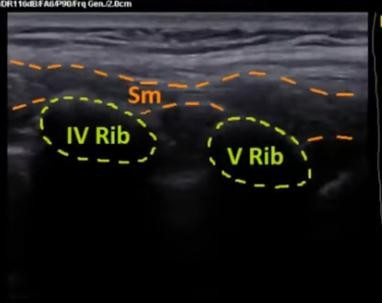 /DR116dB/FA6/P90/Frq Gen./2.0cm
Sm
IV Rib
V Rib